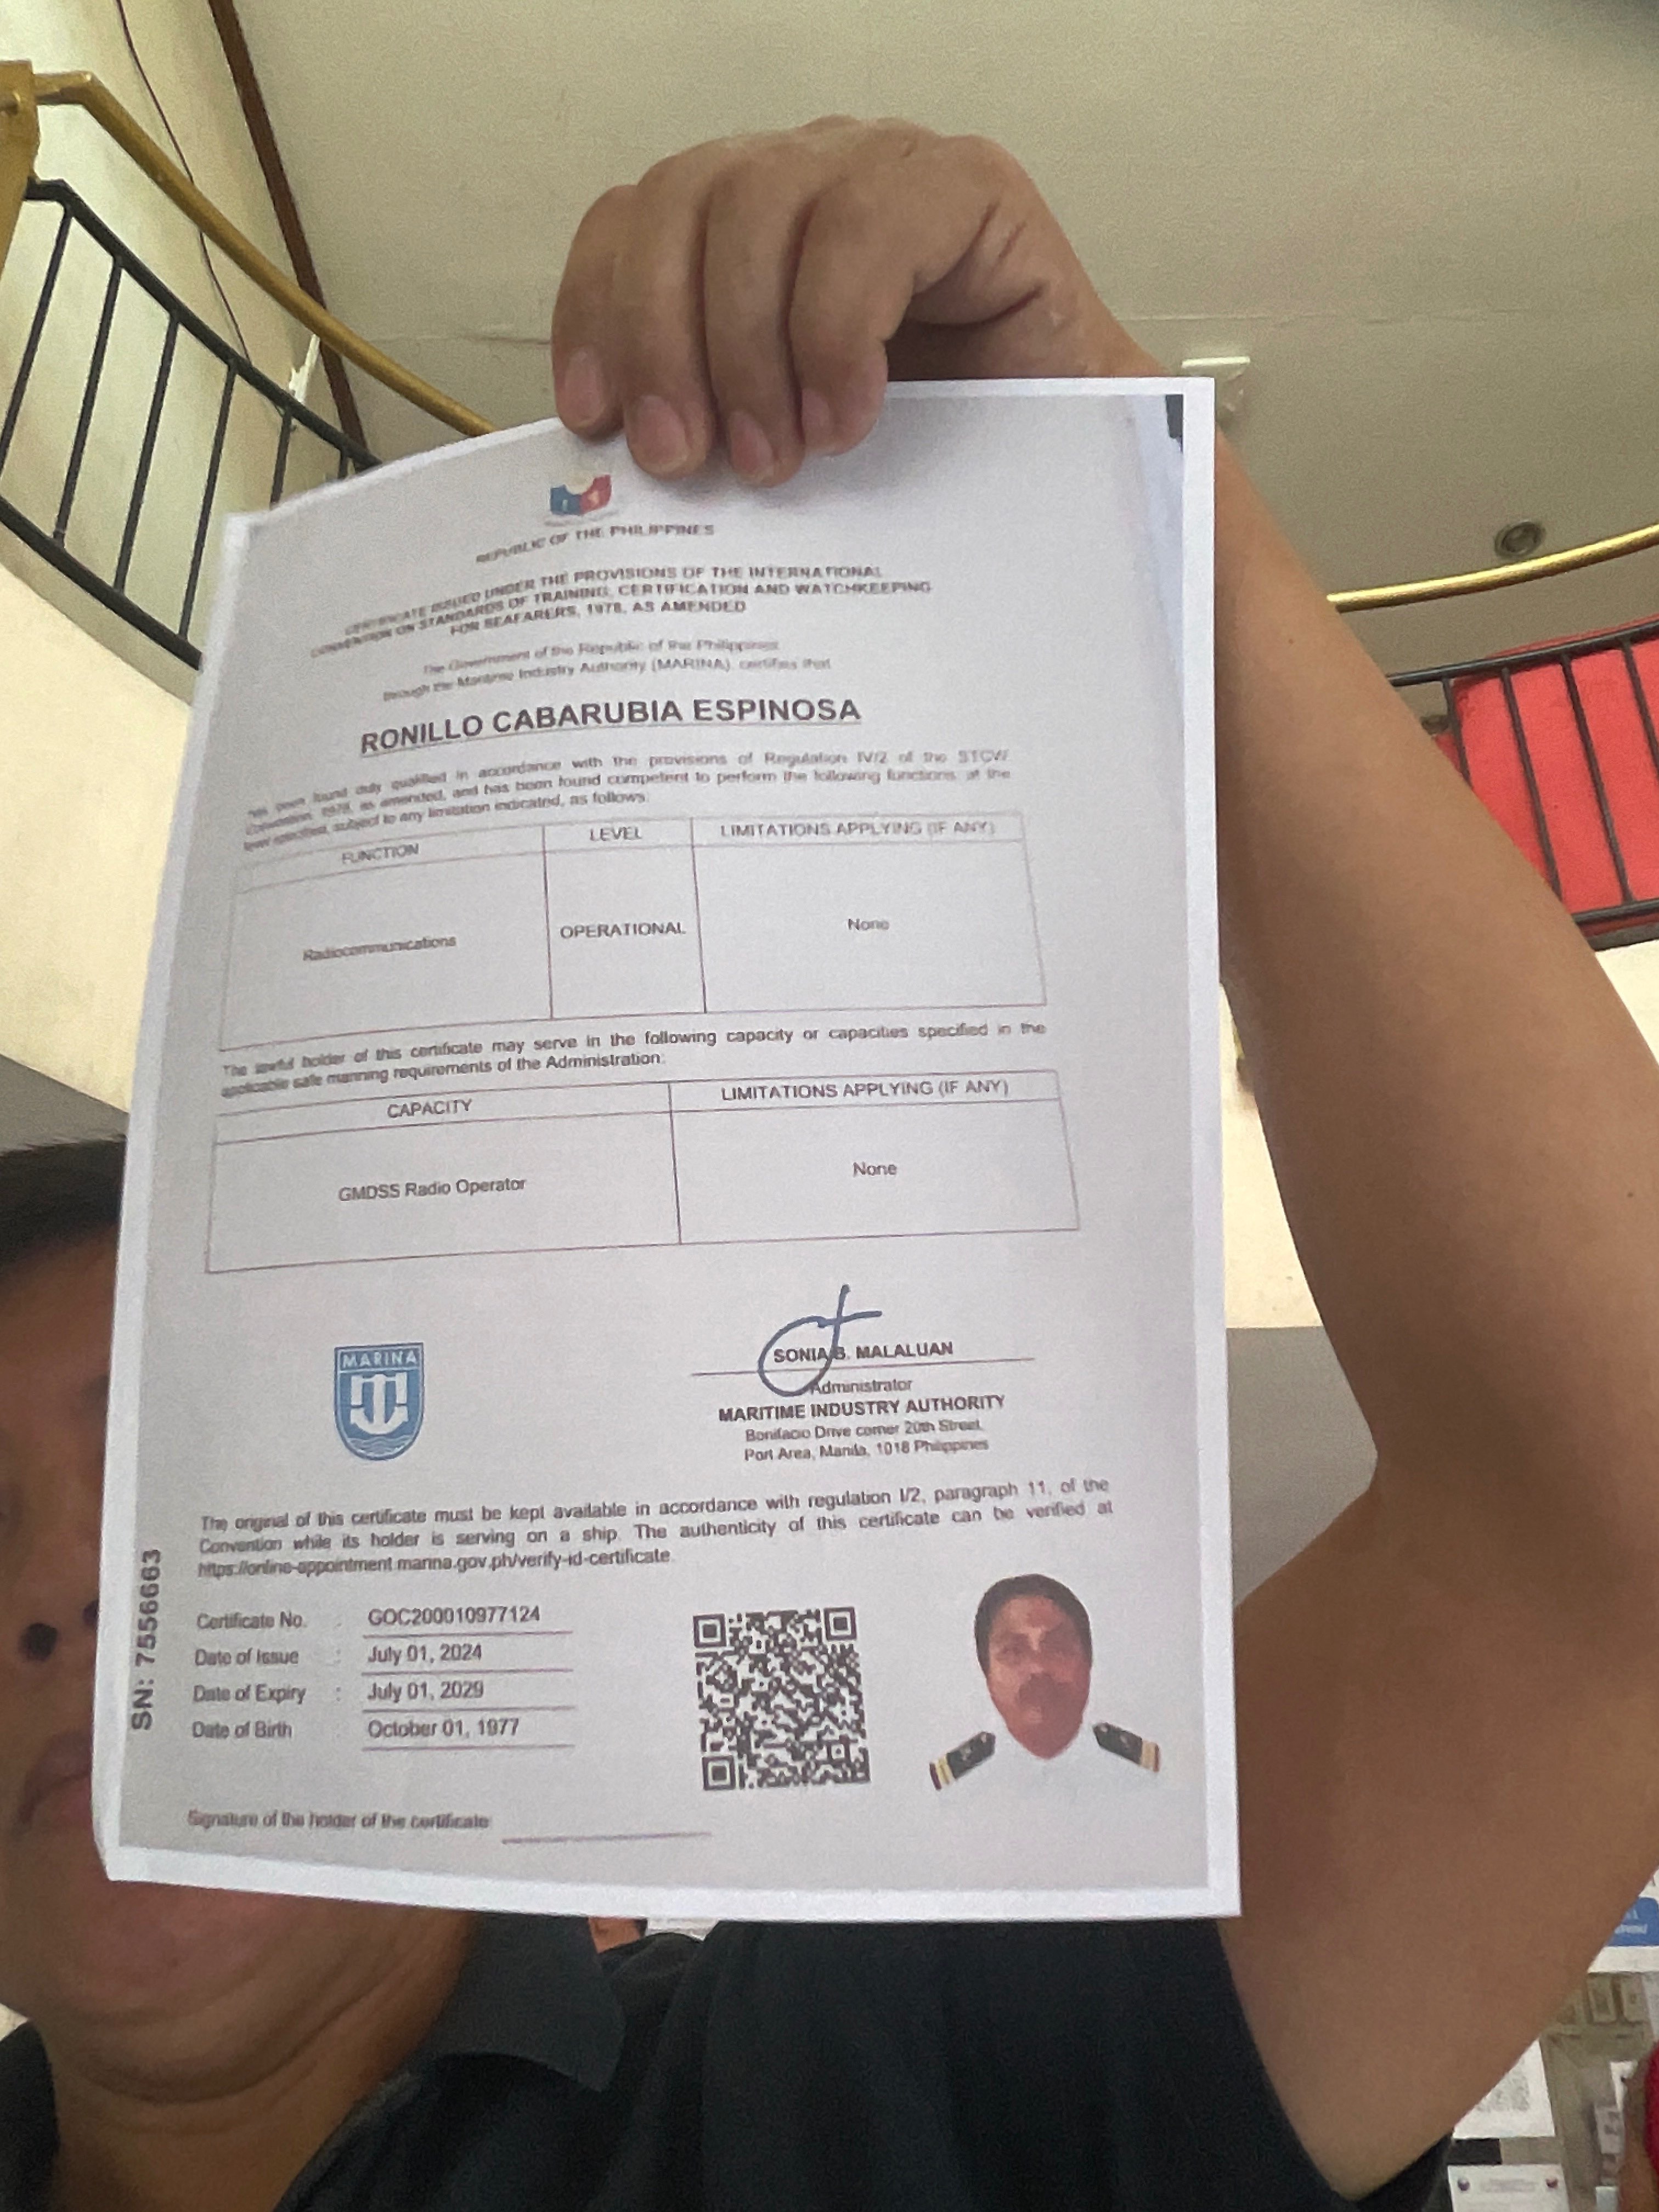 REPUBLIC OF THE PHILIPPINES
CERTIFICATE ISSUED UNDER THE PROVISIONS OF THE INTERNATIONAL
CONVENTION ON STANDARDS OF TRAINING, CERTIFICATION AND WATCHKEEPING
FOR SEAFARERS, 1978, AS AMENDED
The Government of the Republic of the Philippines
through the Maritime Industry Authority (MARINA), certifies that
RONILLO CABARUBIA ESPINOSA
has been found duly qualified in accordance with the provisions of Regulation IV/2 of the STCW
Convention, 1978, as amended, and has been found competent to perform the following functions, at the
level specified, subject to any limitation indicated, as follows:
FUNCTION LEVEL LIMITATIONS APPLYING (IF ANY)
Radiocommunications OPERATIONAL None
The lawful holder of this certificate may serve in the following capacity or capacities specified in the
applicable safe manning requirements of the Administration:
CAPACITY LIMITATIONS APPLYING (IF ANY)
GMDSS Radio Operator None
MARINA
SONIA B. MALALUAN
Administrator
MARITIME INDUSTRY AUTHORITY
Bonifacio Drive corner 20th Street,
Port Area, Manila, 1018 Philippines
The original of this certificate must be kept available in accordance with regulation I/2, paragraph 11, of the
Convention while its holder is serving on a ship. The authenticity of this certificate can be verified at
https://online-appointment.marina.gov.ph/verify-id-certificate.
SN: 7556663
Certificate No. : GOC200010977124
Date of Issue : July 01, 2024
Date of Expiry : July 01, 2029
Date of Birth : October 01, 1977
Signature of the holder of the certificate: